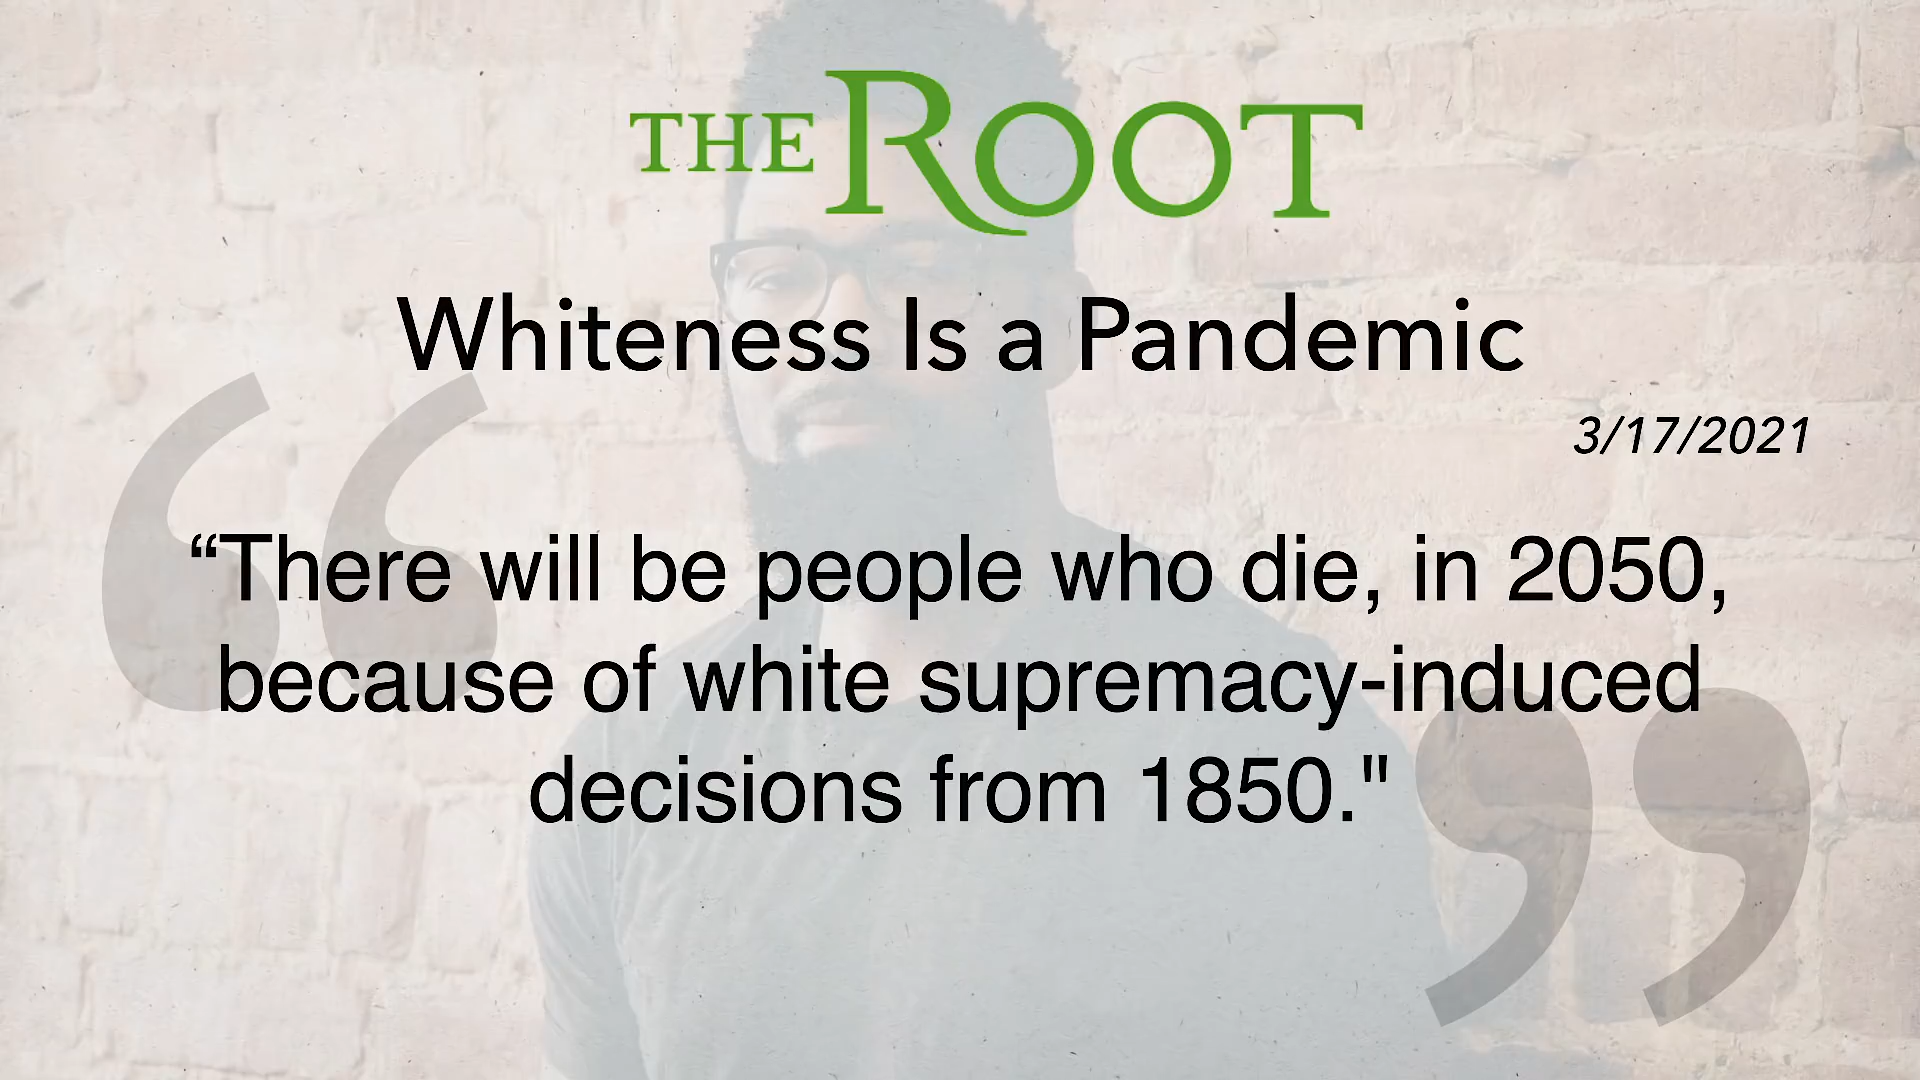 THE ROOT
Whiteness Is a Pandemic
3/17/2021
“There will be people who die, in 2050,
because of white supremacy-induced
decisions from 1850."